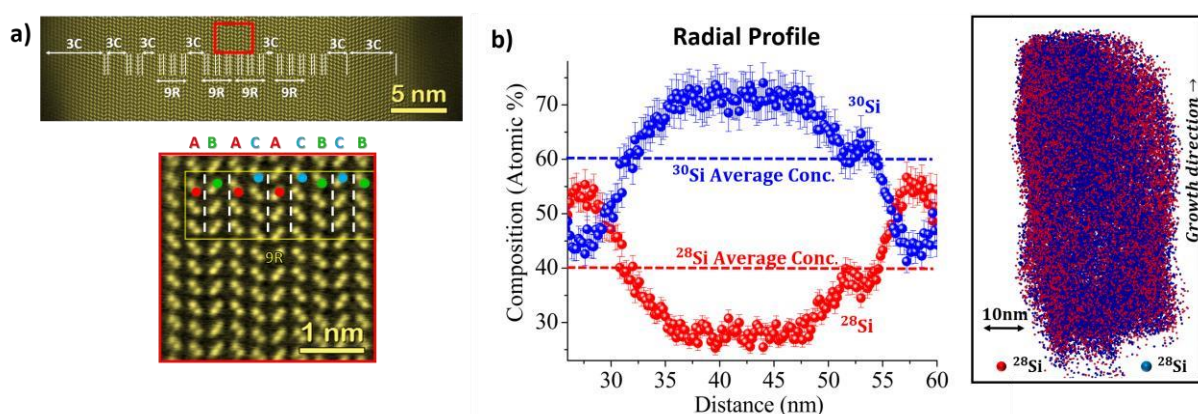 a)
3C 3C 3C 3C 3C 3C 3C
9R 9R 9R 9R
5 nm
A B A C A C B C B
9R
1 nm
b)
Radial Profile
Composition (Atomic %)
70
60
50
40
30
³⁰Si
³⁰Si Average Conc.
²⁸Si Average Conc.
²⁸Si
30 35 40 45 50 55 60
Distance (nm)
Growth direction →
10nm
²⁸Si. ²⁸Si